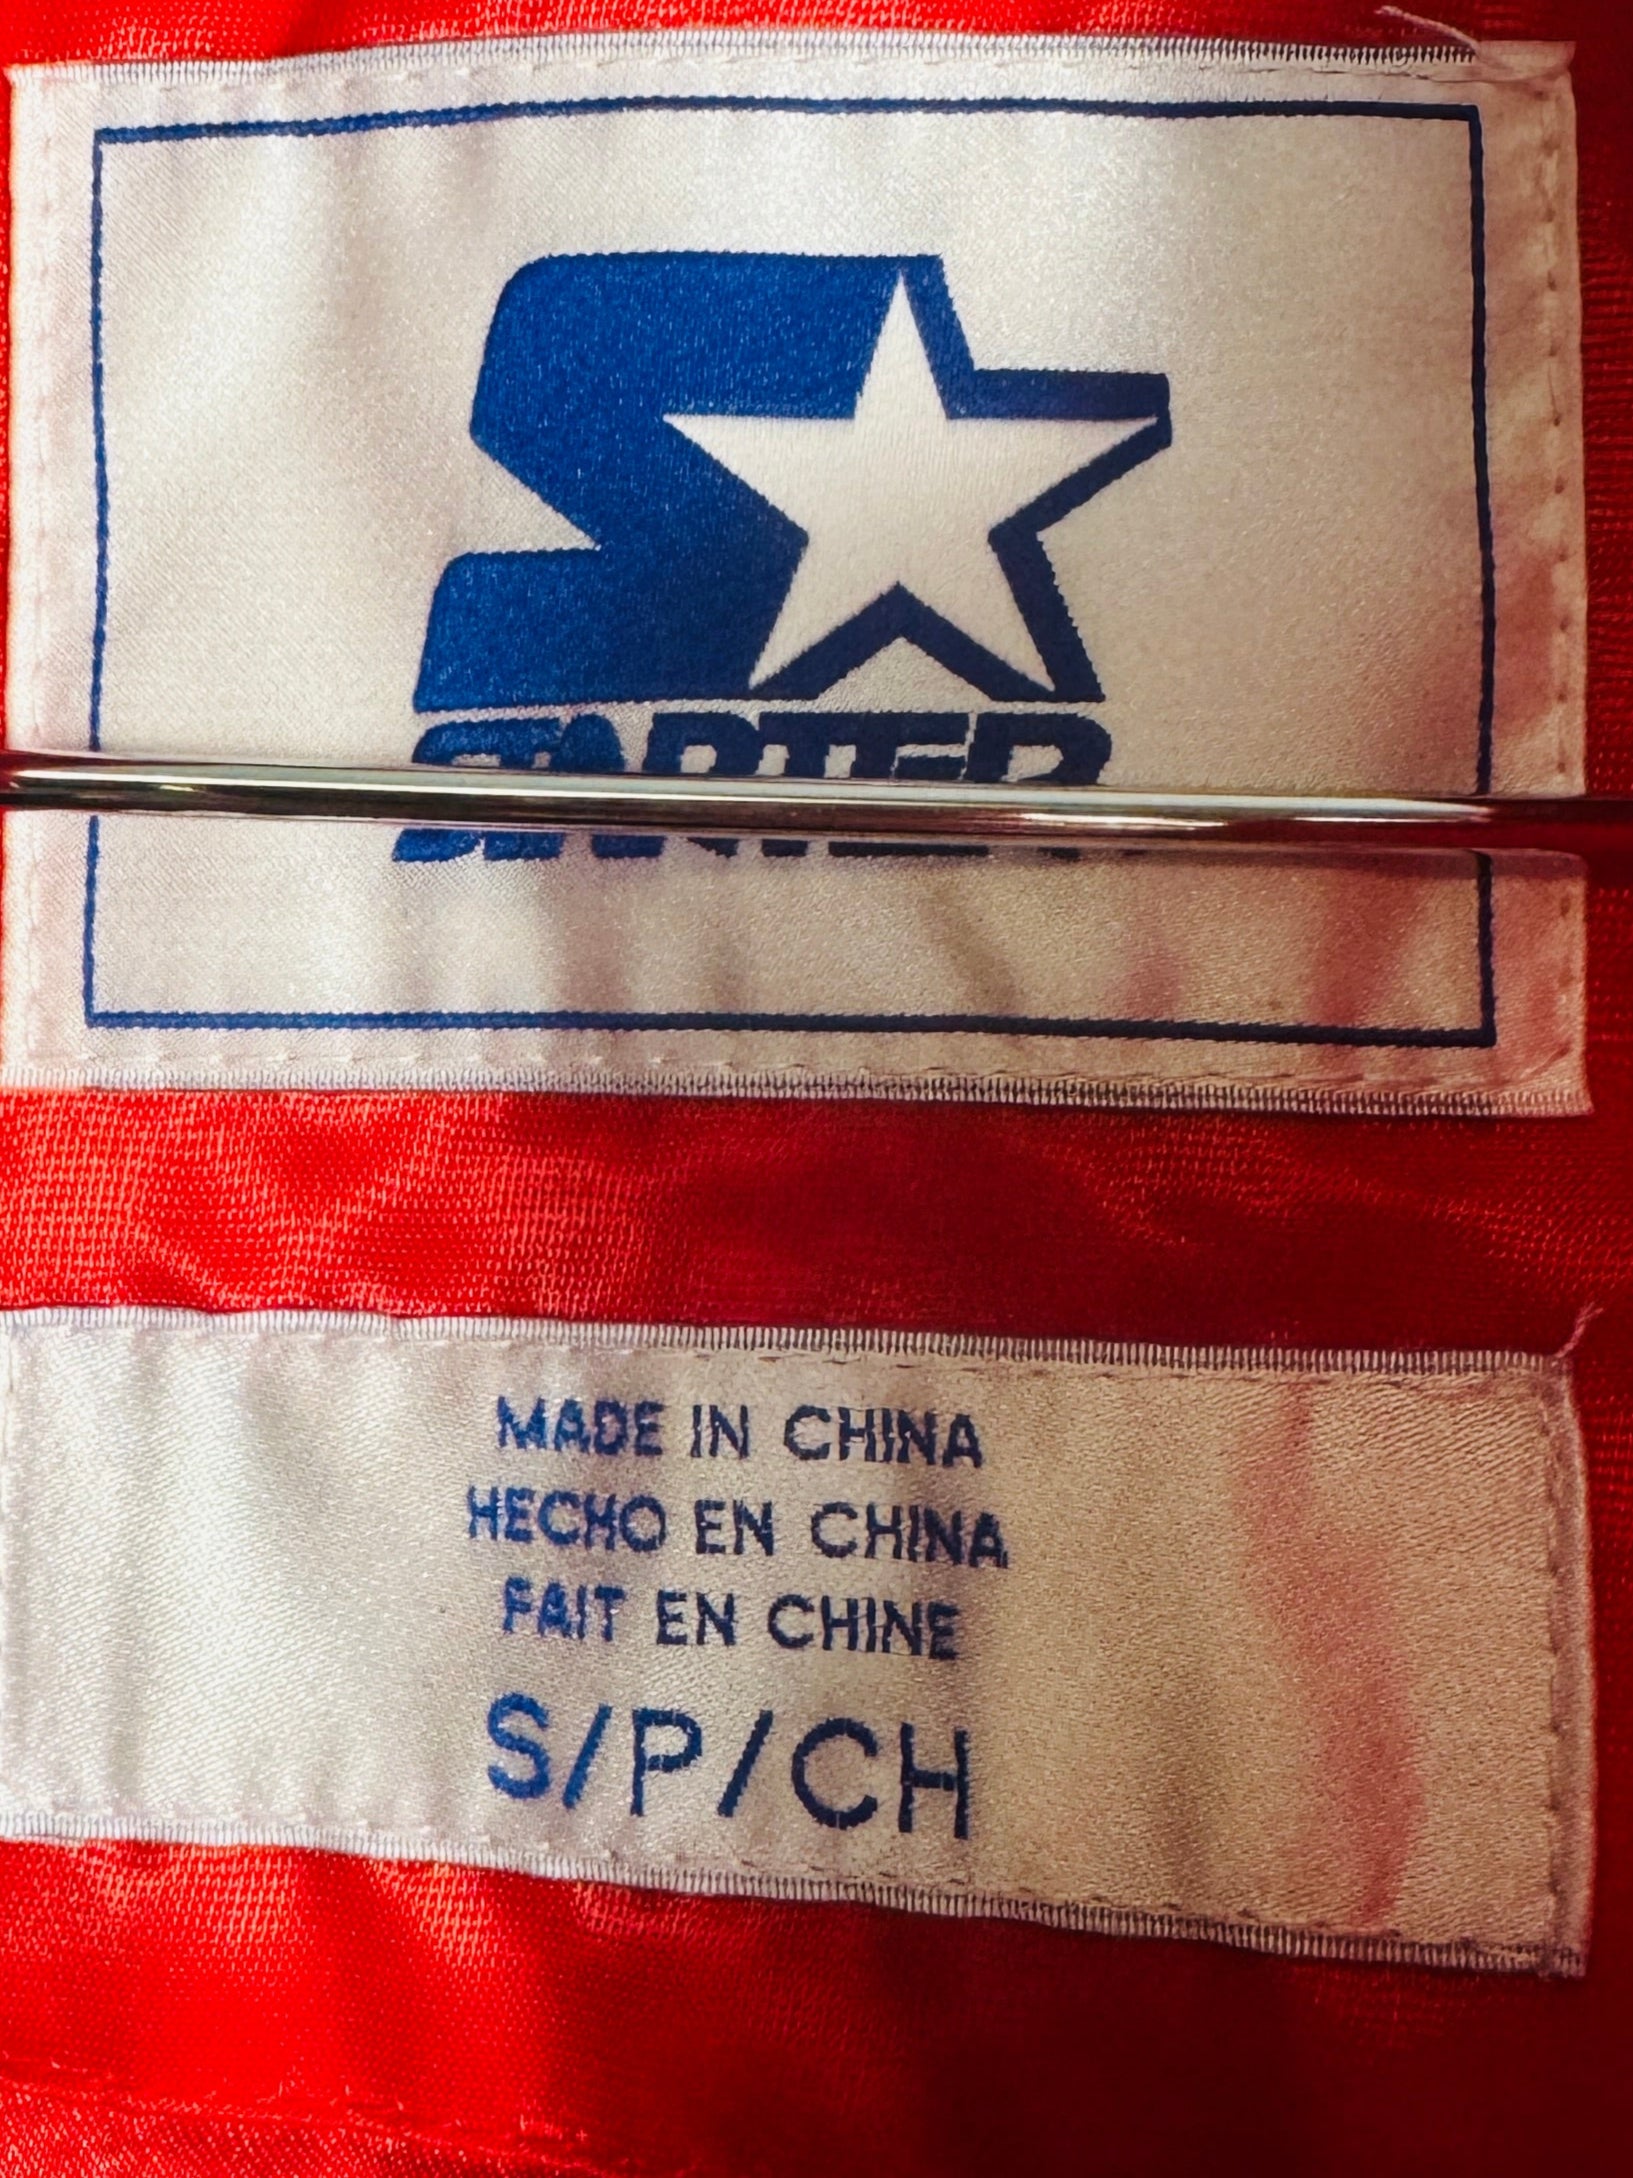 STARTER
MADE IN CHINA
HECHO EN CHINA
FAIT EN CHINE
S/P/CH